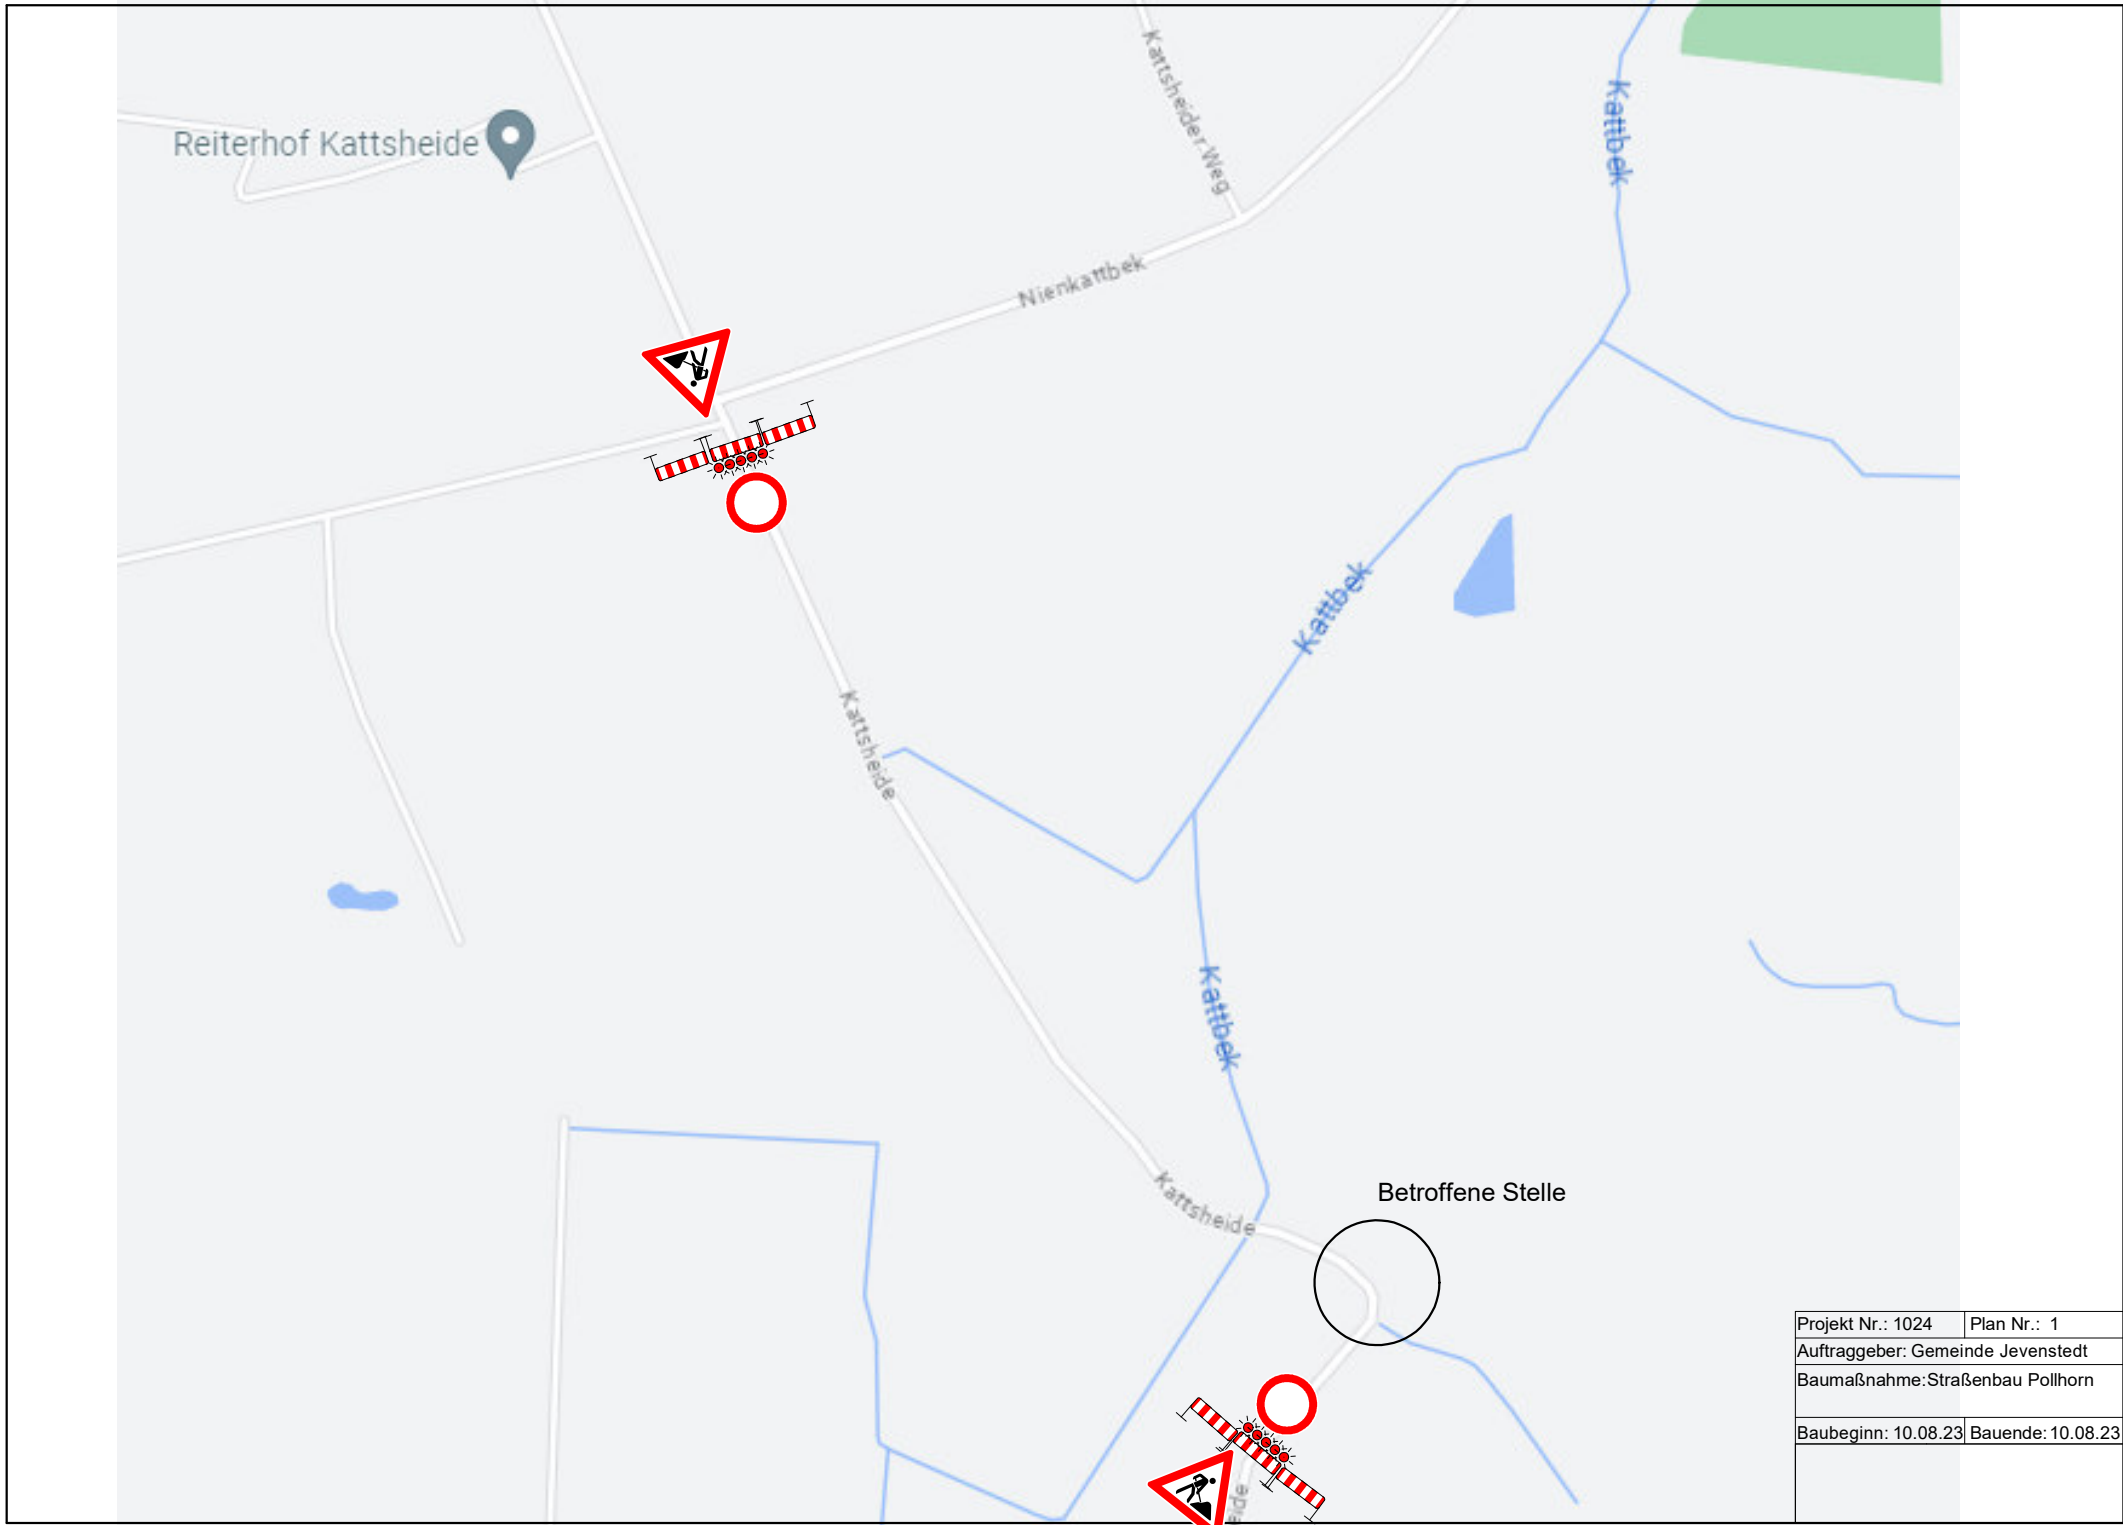 Kattsheider Weg
Kattbek
Reiterhof Kattsheide
Nienkattbek
Kattbek
Kattsheide
Kattbek
Kattsheide
Betroffene Stelle
Projekt Nr.: 1024 Plan Nr.: 1
Auftraggeber: Gemeinde Jevenstedt
Baumaßnahme:Straßenbau Pollhorn
Baubeginn: 10.08.23 Bauende: 10.08.23
eide